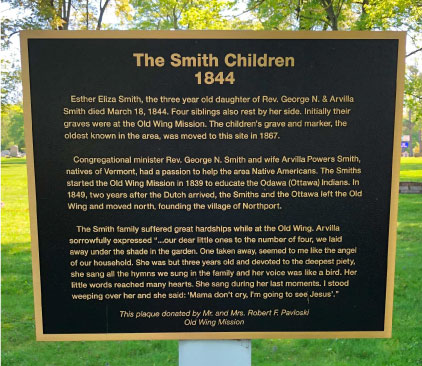 The Smith Children
1844
Esther Eliza Smith, the three year old daughter of Rev. George N. & Arvilla
Smith died March 18, 1844. Four siblings also rest by her side. Initially their
graves were at the Old Wing Mission. The children's grave and marker, the
oldest known in the area, was moved to this site in 1867.
Congregational minister Rev. George N. Smith and wife Arvilla Powers Smith,
natives of Vermont, had a passion to help the area Native Americans. The Smiths
started the Old Wing Mission in 1839 to educate the Odawa (Ottawa) Indians. In
1849, two years after the Dutch arrived, the Smiths and the Ottawa left the Old
Wing and moved north, founding the village of Northport.
The Smith family suffered great hardships while at the Old Wing. Arvilla
sorrowfully expressed "...our dear little ones to the number of four, we laid
away under the shade in the garden. One taken away, seemed to me like the angel
of our household. She was but three years old and devoted to the deepest piety,
she sang all the hymns we sung in the family and her voice was like a bird. Her
little words reached many hearts. She sang during her last moments. I stood
weeping over her and she said: 'Mama don't cry, I'm going to see Jesus'."
This plaque donated by Mr. and Mrs. Robert F. Pavloski
Old Wing Mission